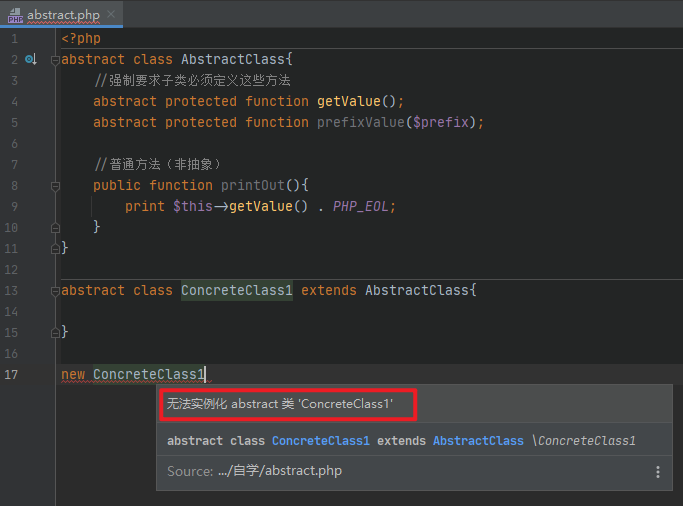 PHP abstract.php ×
1 <?php
2 abstract class AbstractClass{
3 //强制要求子类必须定义这些方法
4 abstract protected function getValue();
5 abstract protected function prefixValue($prefix);
6
7 //普通方法（非抽象）
8 public function printOut(){
9 print $this->getValue() . PHP_EOL;
10 }
11 }
12
13 abstract class ConcreteClass1 extends AbstractClass{
14
15 }
16
17 new ConcreteClass1
无法实例化 abstract 类 'ConcreteClass1'
abstract class ConcreteClass1 extends AbstractClass \ConcreteClass1
Source: .../自学/abstract.php